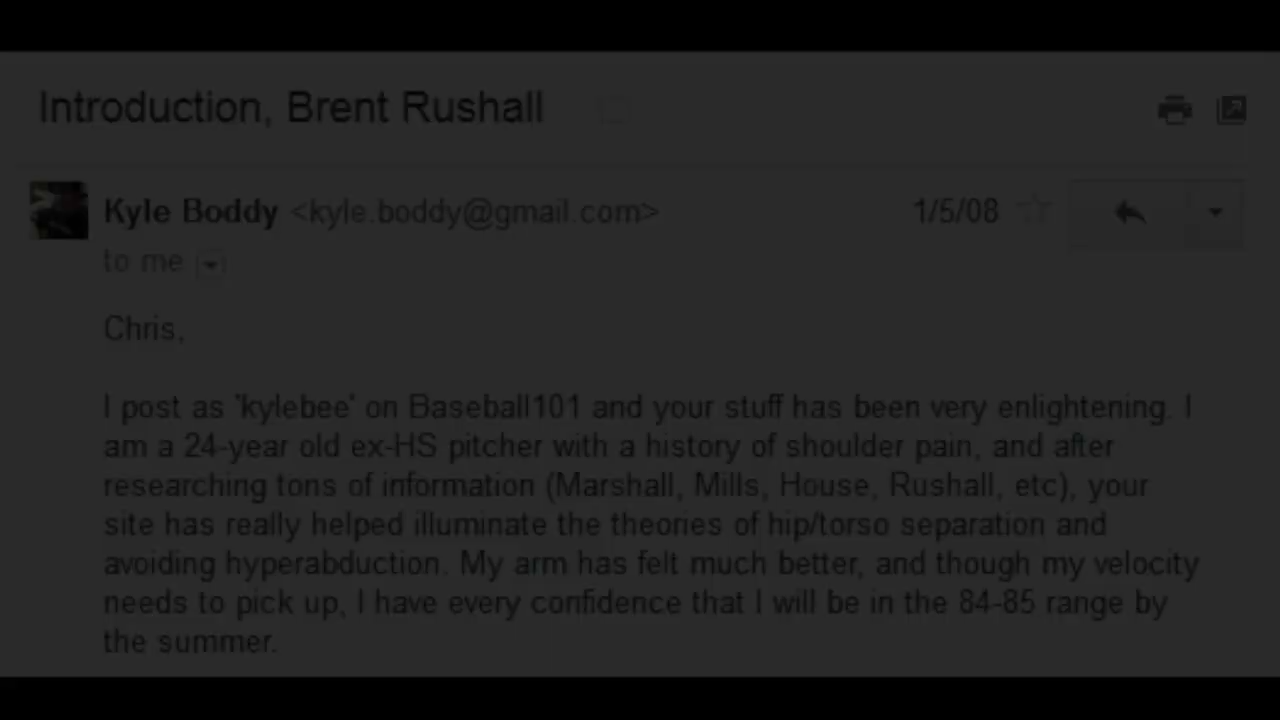 Introduction, Brent Rushall
Kyle Boddy <kyle.boddy@gmail.com> 1/5/08
to me
Chris,
I post as 'kylebee' on Baseball101 and your stuff has been very enlightening. I
am a 24-year old ex-HS pitcher with a history of shoulder pain, and after
researching tons of information (Marshall, Mills, House, Rushall, etc), your
site has really helped illuminate the theories of hip/torso separation and
avoiding hyperabduction. My arm has felt much better, and though my velocity
needs to pick up, I have every confidence that I will be in the 84-85 range by
the summer.